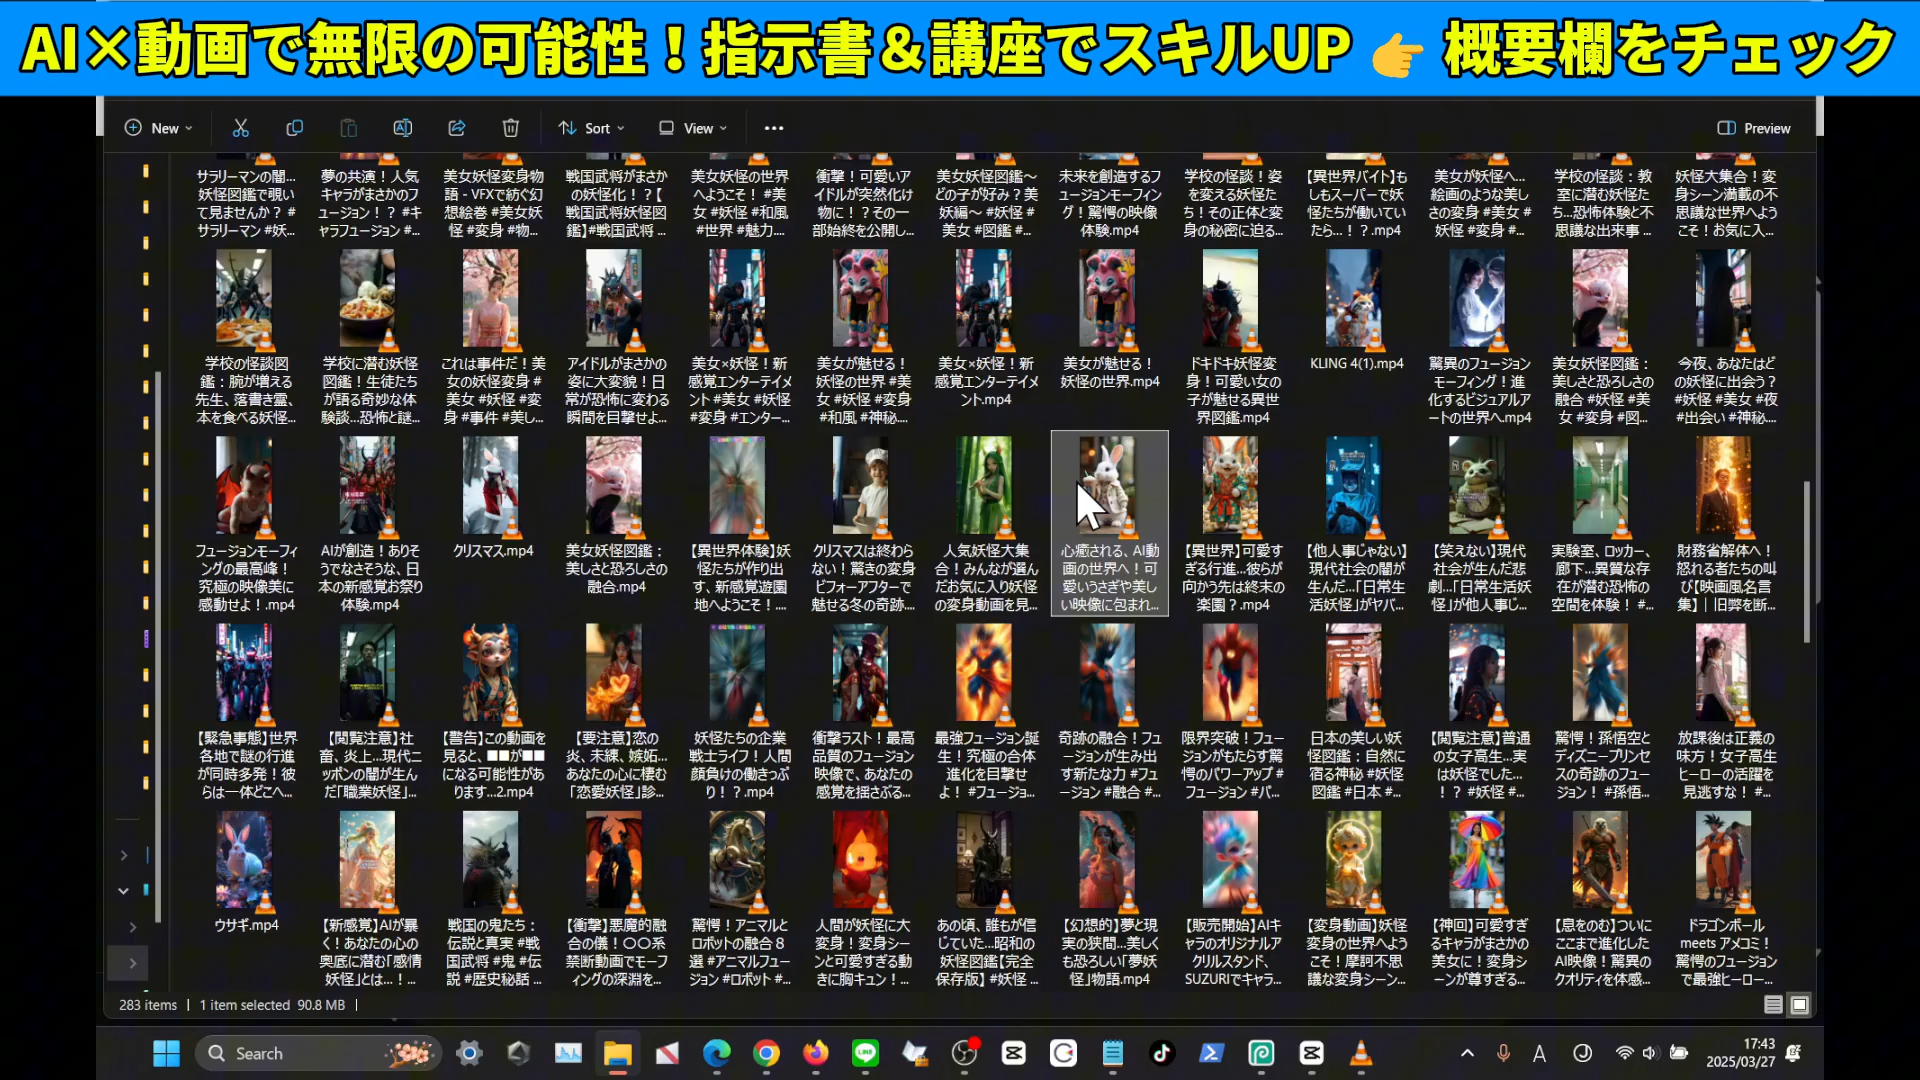 AI×動画で無限の可能性！指示書＆講座でスキルUP 👉 概要欄をチェック
New
Sort
View
Preview
サラリーマンの闇...
妖怪図鑑で覗い
て見ませんか？ #
サラリーマン #妖...
夢の共演！人気
キャラがまさかのフ
ュージョン！？ #キ
ャラフュージョン #...
美女妖怪変身物
語 - VFXで紡ぐ幻
想絵巻 #美女妖
怪 #変身 #物...
戦国武将がまさか
の妖怪化！？【
戦国武将妖怪図
鑑】#戦国武将 ...
美女妖怪の世界
へようこそ！ #美
女 #妖怪 #和風
#世界 #魅力...
衝撃！可愛いア
イドルが突然化け
物に！？その一
部始終を公開し...
美女妖怪図鑑～
どの子が好み？美
妖編～ #妖怪 #
美女 #図鑑 #...
未来を創造するフ
ュージョンモーフィン
グ！驚愕の映像
体験.mp4
学校の怪談！姿
を変える妖怪た
ち！その正体と変
身の秘密に迫る...
【異世界バイト】も
しもスーパーで妖
怪たちが働いてい
たら...！？.mp4
美女が妖怪へ...
絵画のような美し
さの変身 #美女 #
妖怪 #変身 #...
学校の怪談：教
室に潜む妖怪た
ち...恐怖体験と不
思議な出来事 ...
妖怪大集合！変
身シーン満載の不
思議な世界へよう
こそ！お気に入...
学校の怪談図
鑑：腕が増える
先生、落書き霊、
本を食べる妖怪...
学校に潜む妖怪
図鑑！生徒たち
が語る奇妙な体
験談...恐怖と謎...
これは事件だ！美
女の妖怪変身 #
美女 #妖怪 #変
身 #事件 #美し...
アイドルがまさかの
姿に大変貌！日
常が恐怖に変わる
瞬間を目撃せよ...
美女×妖怪！新
感覚エンターテイメ
ント #美女 #妖怪
#変身 #エンター...
美女が魅せる！
妖怪の世界 #美
女 #妖怪 #変身
#和風 #神秘....
美女×妖怪！新
感覚エンターテイメ
ント.mp4
美女が魅せる！
妖怪の世界.mp4
ドキドキ妖怪変
身！可愛い女の
子が魅せる異世
界図鑑.mp4
KLING 4(1).mp4
驚異のフュージョン
モーフィング！進
化するビジュアルア
ートの世界へ.mp4
美女妖怪図鑑：
美しさと恐ろしさの
融合 #妖怪 #美
女 #変身 #図...
今夜、あなたはど
の妖怪に出会う？
#妖怪 #美女 #夜
#出会い #神秘....
フュージョンモーフィ
ングの最高峰！
究極の映像美に
感動せよ！.mp4
AIが創造！ありそ
うでなさそうな、日
本の新感覚お祭り
体験.mp4
クリスマス.mp4
美女妖怪図鑑：
美しさと恐ろしさの
融合.mp4
【異世界体験】妖
怪たちが作り出
す、新感覚遊園
地へようこそ！....
クリスマスは終わら
ない！驚きの変身
ビフォーアフターで
魅せる冬の奇跡....
人気妖怪大集
合！みんなが選ん
だお気に入り妖怪
の変身動画を見...
心癒される、AI動
画の世界へ！可
愛いうさぎや美し
い映像に包まれ...
【異世界】可愛す
ぎる行進...彼らが
向かう先は終末の
楽園？.mp4
【他人事じゃない】
現代社会の闇が
生んだ...「日常生
活妖怪」がヤバ...
【笑えない】現代
社会が生んだ悲
劇...「日常生活妖
怪」が他人事じ...
実験室、ロッカー、
廊下...異質な存
在が潜む恐怖の
空間を体験！ #...
財務省解体へ！
怒れる者たちの叫
び【映画風名言
集】｜旧弊を断...
【緊急事態】世界
各地で謎の行進
が同時多発！彼
らは一体どこへ...
【閲覧注意】社
畜、炎上...現代ニ
ッポンの闇が生ん
だ「職業妖怪」...
【警告】この動画を
見ると、■■が■■
になる可能性があ
ります...2.mp4
【要注意】恋の
炎、未練、嫉妬...
あなたの心に棲む
「恋愛妖怪」診...
妖怪たちの企業
戦士ライフ！人間
顔負けの働きっぷ
り！？.mp4
衝撃ラスト！最高
品質のフュージョン
映像で、あなたの
感覚を揺さぶる...
最強フュージョン誕
生！究極の合体
進化を目撃せ
よ！ #フュージョ...
奇跡の融合！フュ
ージョンが生み出
す新たな力 #フュ
ージョン #融合 #...
限界突破！フュー
ジョンがもたらす驚
愕のパワーアップ #
フュージョン #パ...
日本の美しい妖
怪図鑑：自然に
宿る神秘 #妖怪
図鑑 #日本 #...
【閲覧注意】普通
の女子高生...実
は妖怪でした...
！？ #妖怪 #...
驚愕！孫悟空と
ディズニープリンセ
スの奇跡のフュー
ジョン！ #孫悟...
放課後は正義の
味方！女子高生
ヒーローの活躍を
見逃すな！ #...
ウサギ.mp4
【新感覚】AIが暴
く！あなたの心の
奥底に潜む「感情
妖怪」とは...！...
戦国の鬼たち：
伝説と真実 #戦
国武将 #鬼 #伝
説 #歴史秘話 ...
【衝撃】悪魔的融
合の儀！〇〇系
禁断動画でモーフ
ィングの深淵を...
驚愕！アニマルと
ロボットの融合８
選 #アニマルフュー
ジョン #ロボット #...
人間が妖怪に大
変身！変身シー
ンと可愛すぎる動
きに胸キュン！...
あの頃、誰もが信
じていた...昭和の
妖怪図鑑【完全
保存版】 #妖怪 ...
【幻想的】夢と現
実の狭間...美しく
も恐ろしい「夢妖
怪」物語.mp4
【販売開始】AIキ
ャラのオリジナルア
クリルスタンド、
SUZURIでキャラ...
【変身動画】妖怪
変身の世界へよう
こそ！摩訶不思
議な変身シーン...
【神回】可愛すぎ
るキャラがまさかの
美女に！変身シ
ーンが尊すぎる...
【息をのむ】ついに
ここまで進化した
AI映像！驚異の
クオリティを体感...
ドラゴンボール
meets アメコミ！
驚愕のフュージョン
で最強ヒーロー...
283 items
1 item selected 90.8 MB
Search
17:43
2025/03/27